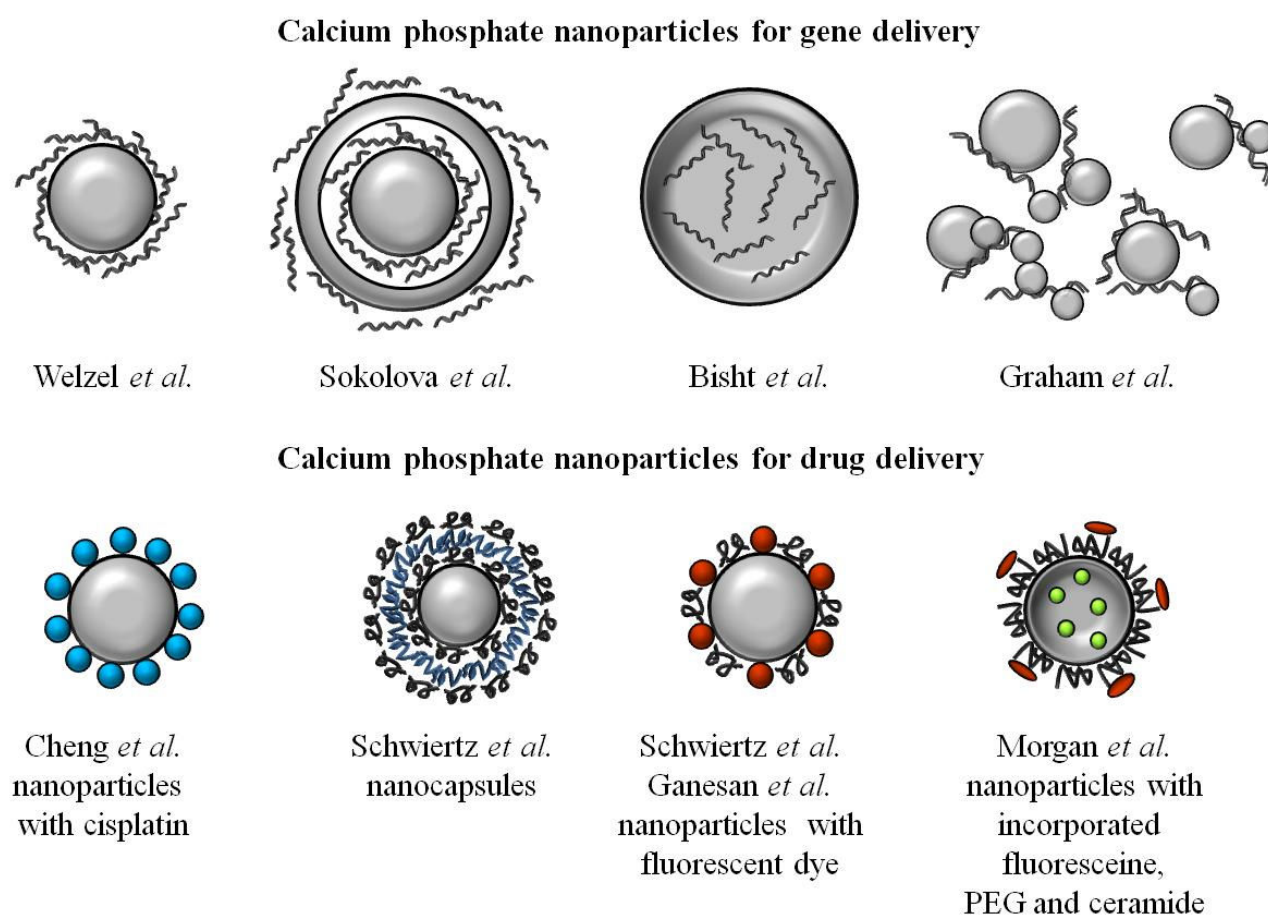 Calcium phosphate nanoparticles for gene delivery
Welzel et al.
Sokolova et al.
Bisht et al.
Graham et al.
Calcium phosphate nanoparticles for drug delivery
Cheng et al.
nanoparticles
with cisplatin
Schwiertz et al.
nanocapsules
Schwiertz et al.
Ganesan et al.
nanoparticles with
fluorescent dye
Morgan et al.
nanoparticles with
incorporated
fluoresceine,
PEG and ceramide